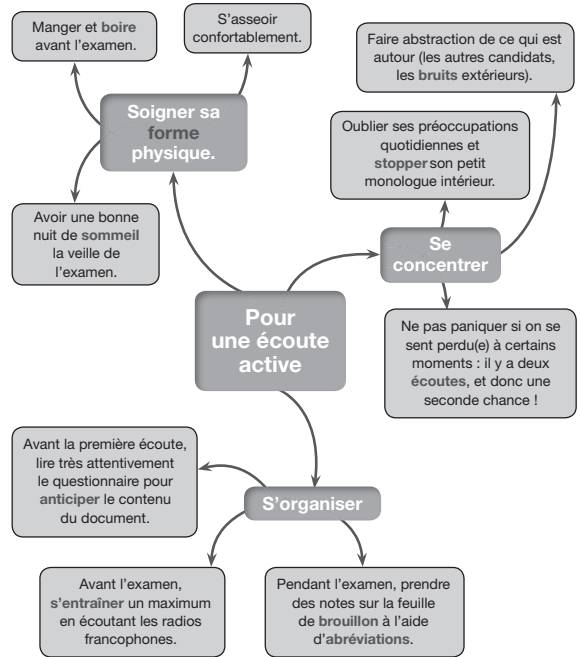 Manger et boire
avant l'examen.
S'asseoir
confortablement.
Faire abstraction de ce qui est
autour (les autres candidats,
les bruits extérieurs).
Soigner sa
forme
physique.
Oublier ses préoccupations
quotidiennes et
stopper son petit
monologue intérieur.
Avoir une bonne
nuit de sommeil
la veille de
l'examen.
Se
concentrer
Pour
une écoute
active
Ne pas paniquer si on se
sent perdu(e) à certains
moments : il y a deux
écoutes, et donc une
seconde chance !
Avant la première écoute,
lire très attentivement
le questionnaire pour
anticiper le contenu
du document.
S'organiser
Avant l'examen,
s'entraîner un maximum
en écoutant les radios
francophones.
Pendant l'examen, prendre
des notes sur la feuille
de brouillon à l'aide
d'abréviations.